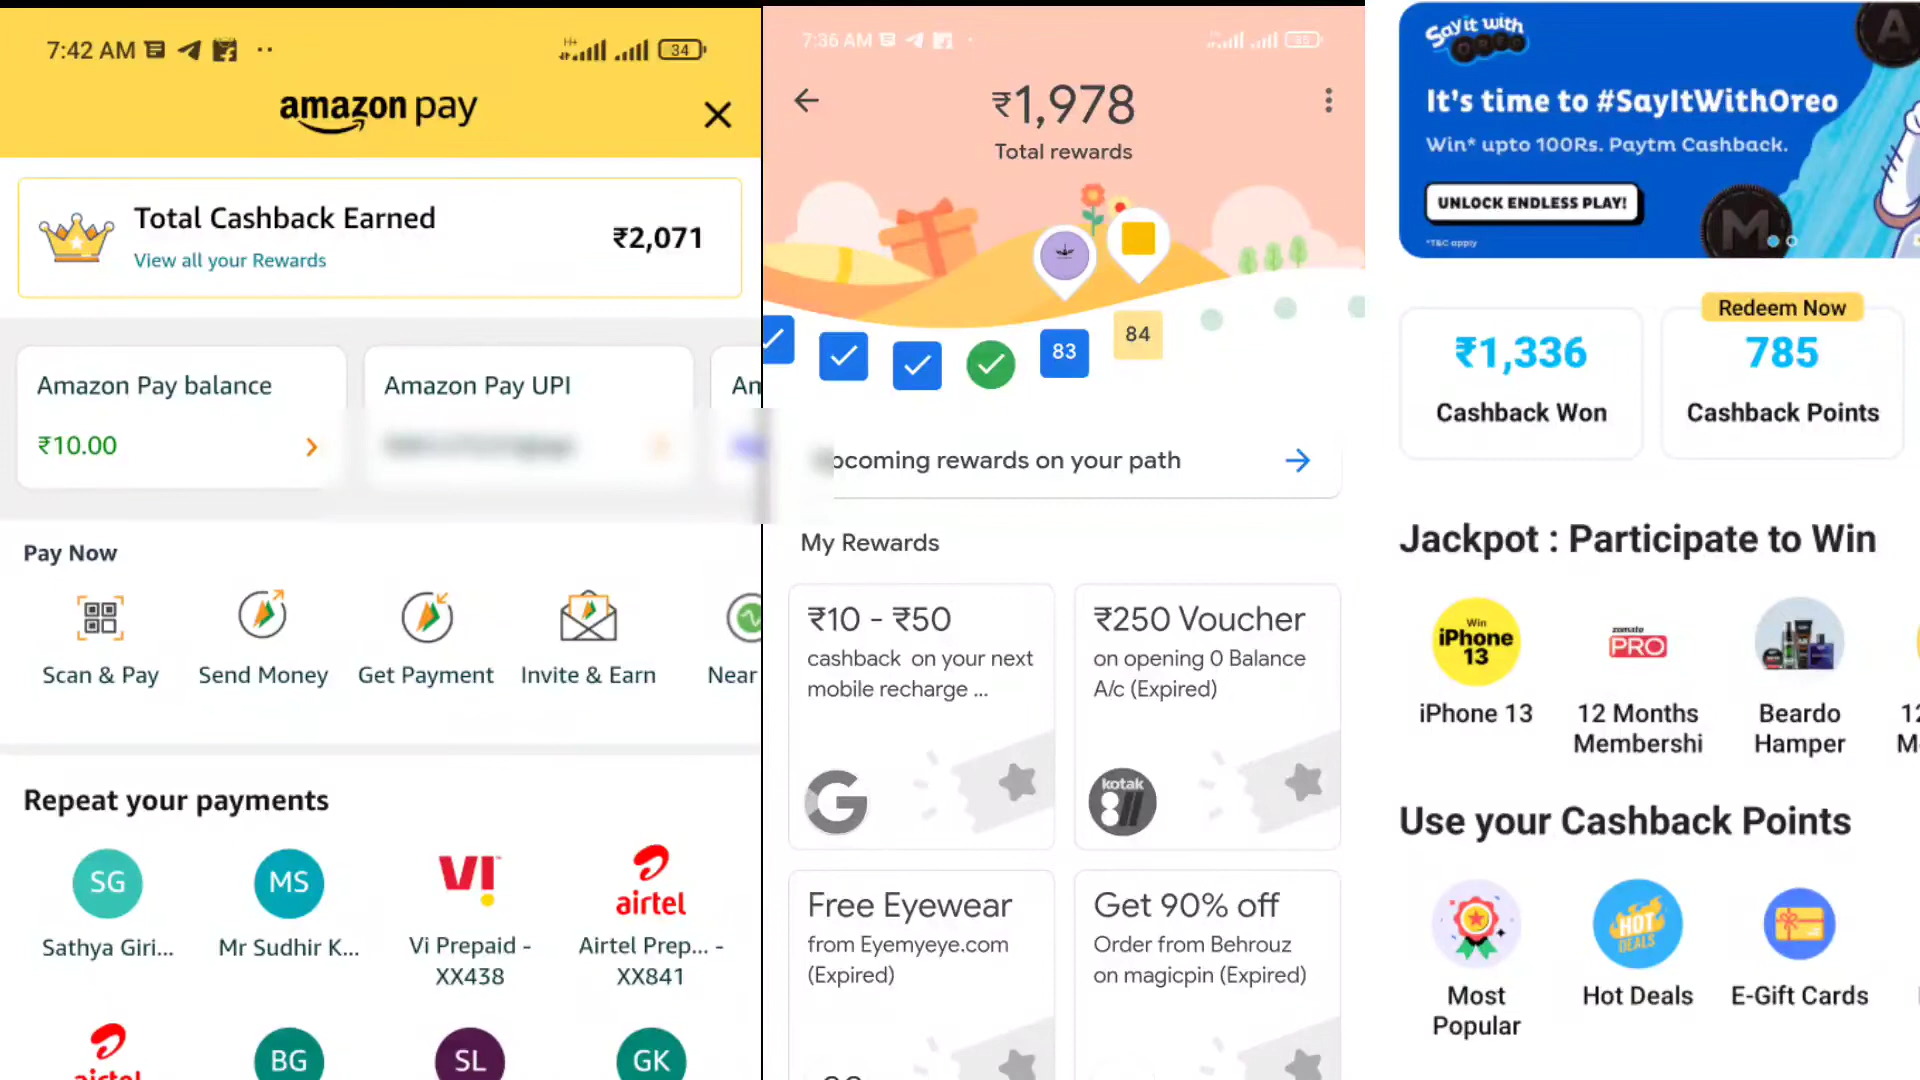 7:42 AM
34
amazon pay
Total Cashback Earned
View all your Rewards
₹2,071
Amazon Pay balance
₹10.00
Amazon Pay UPI
Pay Now
Scan & Pay
Send Money
Get Payment
Invite & Earn
Near
Repeat your payments
SG
Sathya Giri...
MS
Mr Sudhir K...
VI
Vi Prepaid -
XX438
airtel
Airtel Prep... -
XX841
airtel
BG
SL
GK
7:36 AM
35
₹1,978
Total rewards
83
84
pcoming rewards on your path
My Rewards
₹10 - ₹50
cashback on your next
mobile recharge ...
G
₹250 Voucher
on opening 0 Balance
A/c (Expired)
kotak
811
Free Eyewear
from Eyemyeye.com
(Expired)
Get 90% off
Order from Behrouz
on magicpin (Expired)
Say it with
OREO
It's time to #SayItWithOreo
Win* upto 100Rs. Paytm Cashback.
UNLOCK ENDLESS PLAY!
*T&C apply
A
M
₹1,336
Cashback Won
Redeem Now
785
Cashback Points
Jackpot : Participate to Win
Win
iPhone
13
iPhone 13
zomato
PRO
12 Months
Membershi
Beardo
Hamper
Use your Cashback Points
Most
Popular
HOT
DEALS
Hot Deals
E-Gift Cards